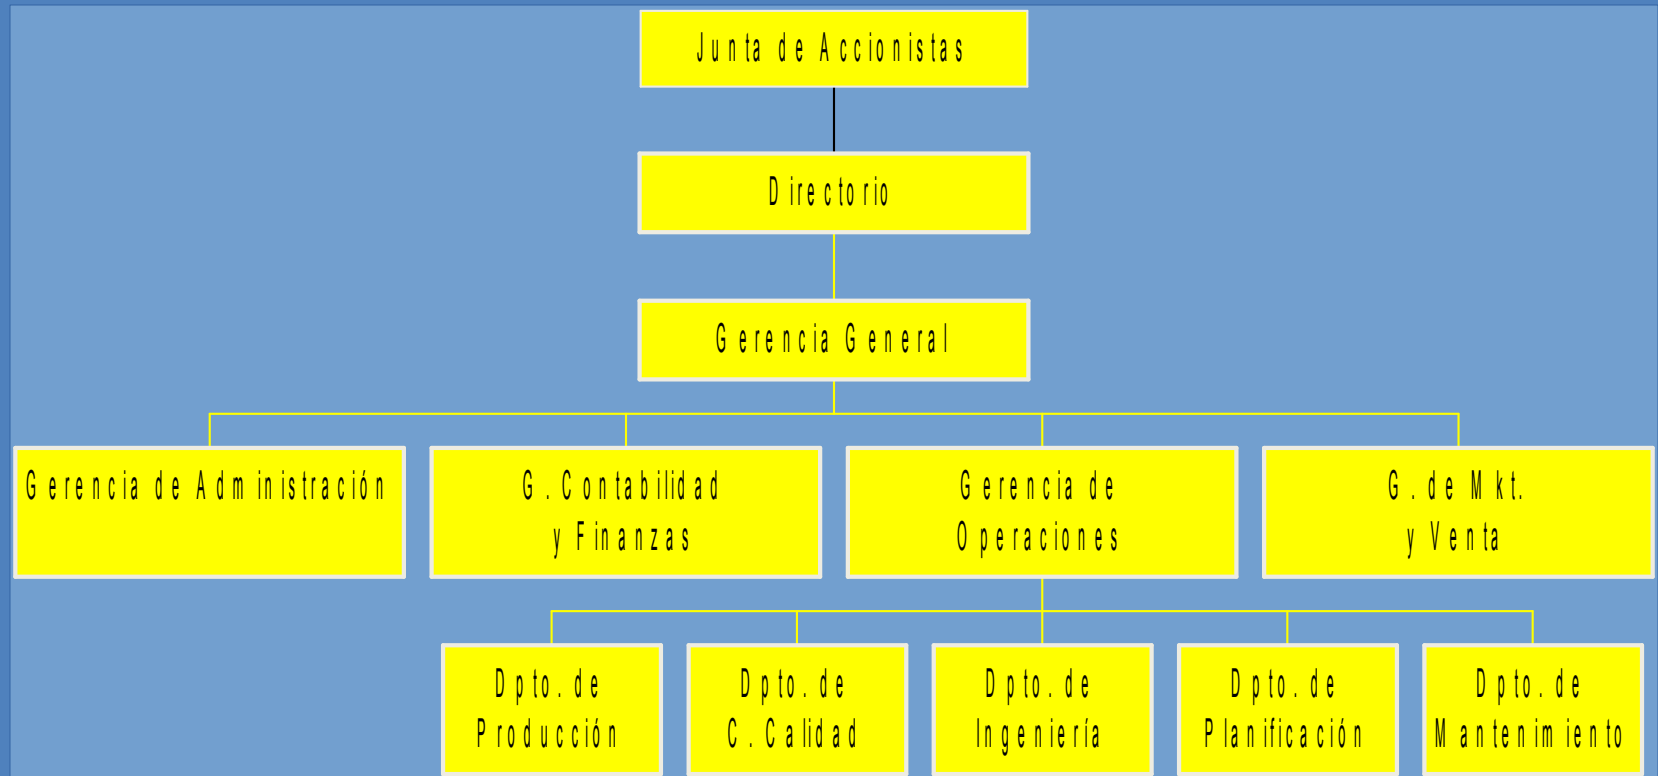 Junta de Accionistas
Directorio
Gerencia General
Gerencia de Administración
G. Contabilidad
y Finanzas
Gerencia de
Operaciones
G. de Mkt.
y Venta
Dpto. de
Producción
Dpto. de
C. Calidad
Dpto. de
Ingeniería
Dpto. de
Planificación
Dpto. de
Mantenimiento